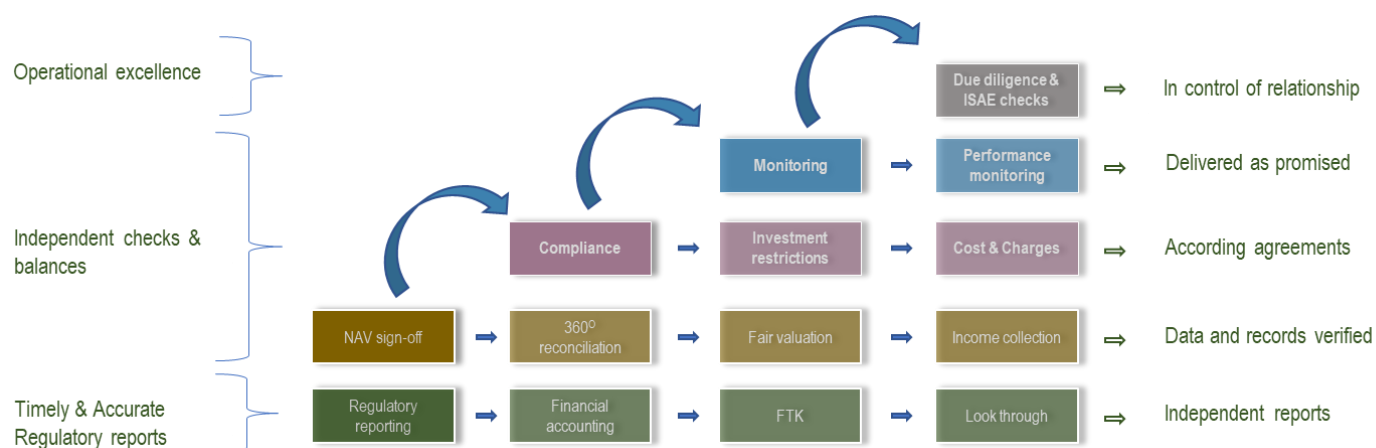 Operational excellence
Due diligence &
ISAE checks
In control of relationship
Monitoring
Performance
monitoring
Delivered as promised
Independent checks &
balances
Compliance
Investment
restrictions
Cost & Charges
According agreements
NAV sign-off
360º
reconciliation
Fair valuation
Income collection
Data and records verified
Timely & Accurate
Regulatory reports
Regulatory
reporting
Financial
accounting
FTK
Look through
Independent reports